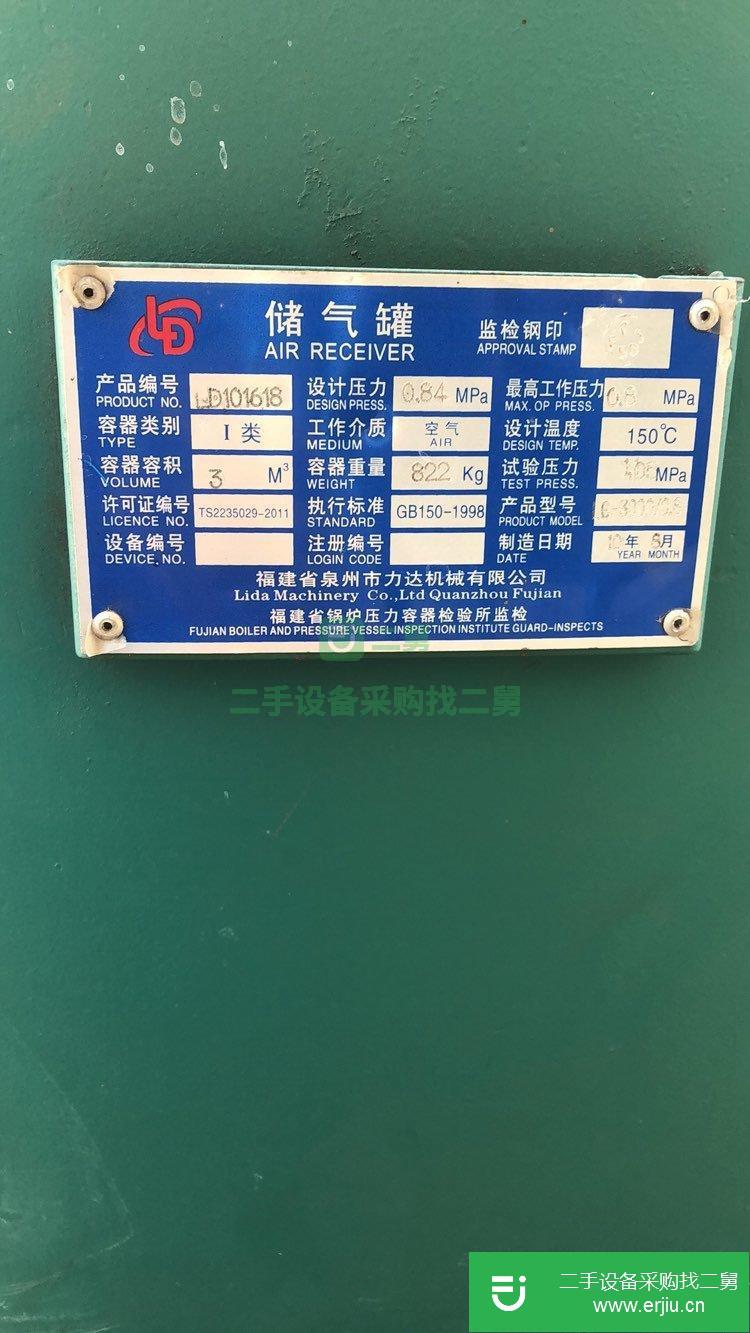 LD
储气罐
AIR RECEIVER
监检钢印
APPROVAL STAMP
产品编号 LD101618 设计压力 0.84 MPa 最高工作压力 0.8 MPa
PRODUCT NO. DESIGN PRESS. MAX. OP PRESS.
容器类别 I 类 工作介质 空气 设计温度 150℃
TYPE MEDIUM AIR DESIGN TEMP.
容器容积 3 M³ 容器重量 822 Kg 试验压力 MPa
VOLUME WEIGHT TEST PRESS.
许可证编号 TS2235029-2011 执行标准 GB150-1998 产品型号
LICENCE NO. STANDARD PRODUCT MODEL
设备编号 注册编号 制造日期 10年 月
DEVICE NO. LOGIN CODE DATE YEAR MONTH
福建省泉州市力达机械有限公司
Lida Machinery Co.,Ltd Quanzhou Fujian
福建省锅炉压力容器检验所监检
FUJIAN BOILER AND PRESSURE VESSEL INSPECTION INSTITUTE GUARD-INSPECTS
二舅
二手设备采购找二舅
二手设备采购找二舅
www.erjiu.cn